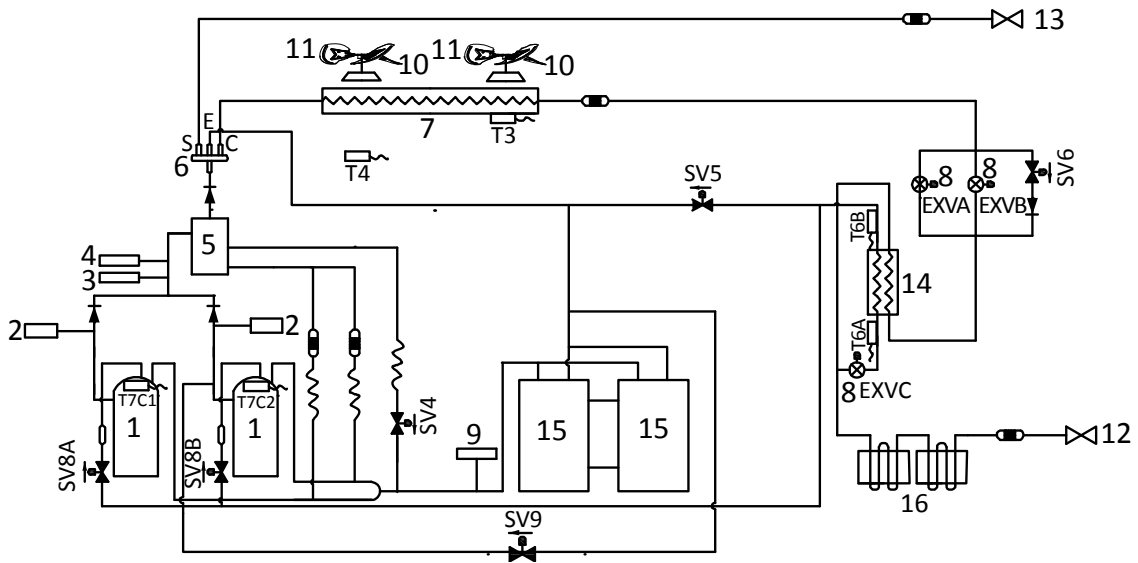 13
11 10 11 10
E
S C
6
7
T3
T4
SV5
8 8
SV6
EXVA EXVB
T6B
5
4
3
14
2 2
T6A
8 EXVC
T7C1 T7C2
1 1
SV4
15 15
9
12
SV8A SV8B
16
SV9